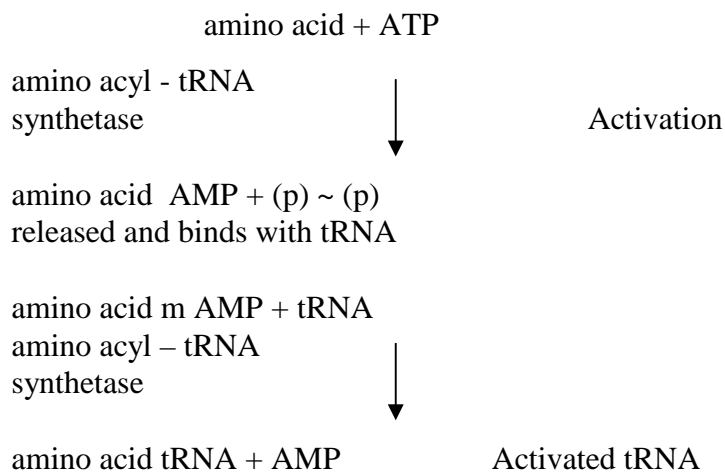 amino acid + ATP
amino acyl - tRNA
synthetase Activation
amino acid AMP + (p) ~ (p)
released and binds with tRNA
amino acid m AMP + tRNA
amino acyl – tRNA
synthetase
amino acid tRNA + AMP Activated tRNA